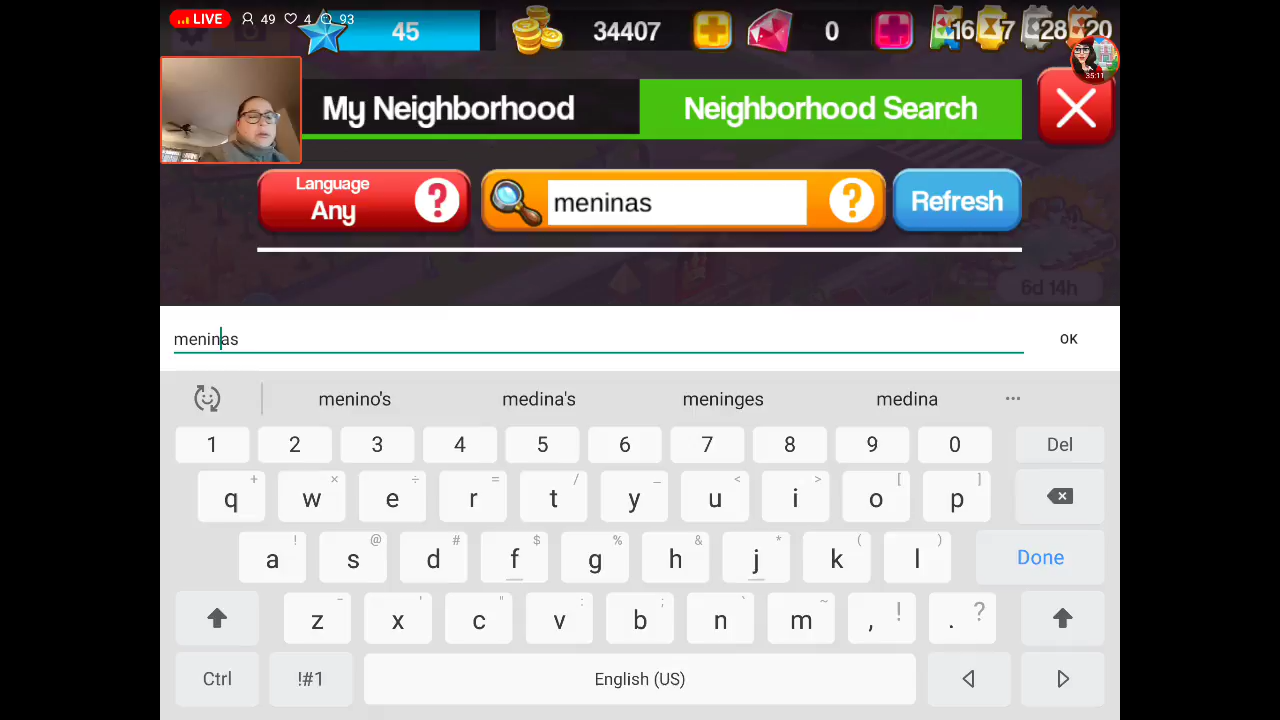 LIVE 49 4 93
45 34407 0 16 7 28 20
35:11
My Neighborhood Neighborhood Search
Language
Any ? meninas ? Refresh
6d 14h
meninas OK
menino's medina's meninges medina ...
1 2 3 4 5 6 7 8 9 0 Del
+ × ÷ = / _ < > [ ]
q w e r t y u i o p
! @ # $ % & * ( )
a s d f g h j k l Done
- ' " : ; ` ~ ! ?
z x c v b n m , .
Ctrl !#1 English (US)